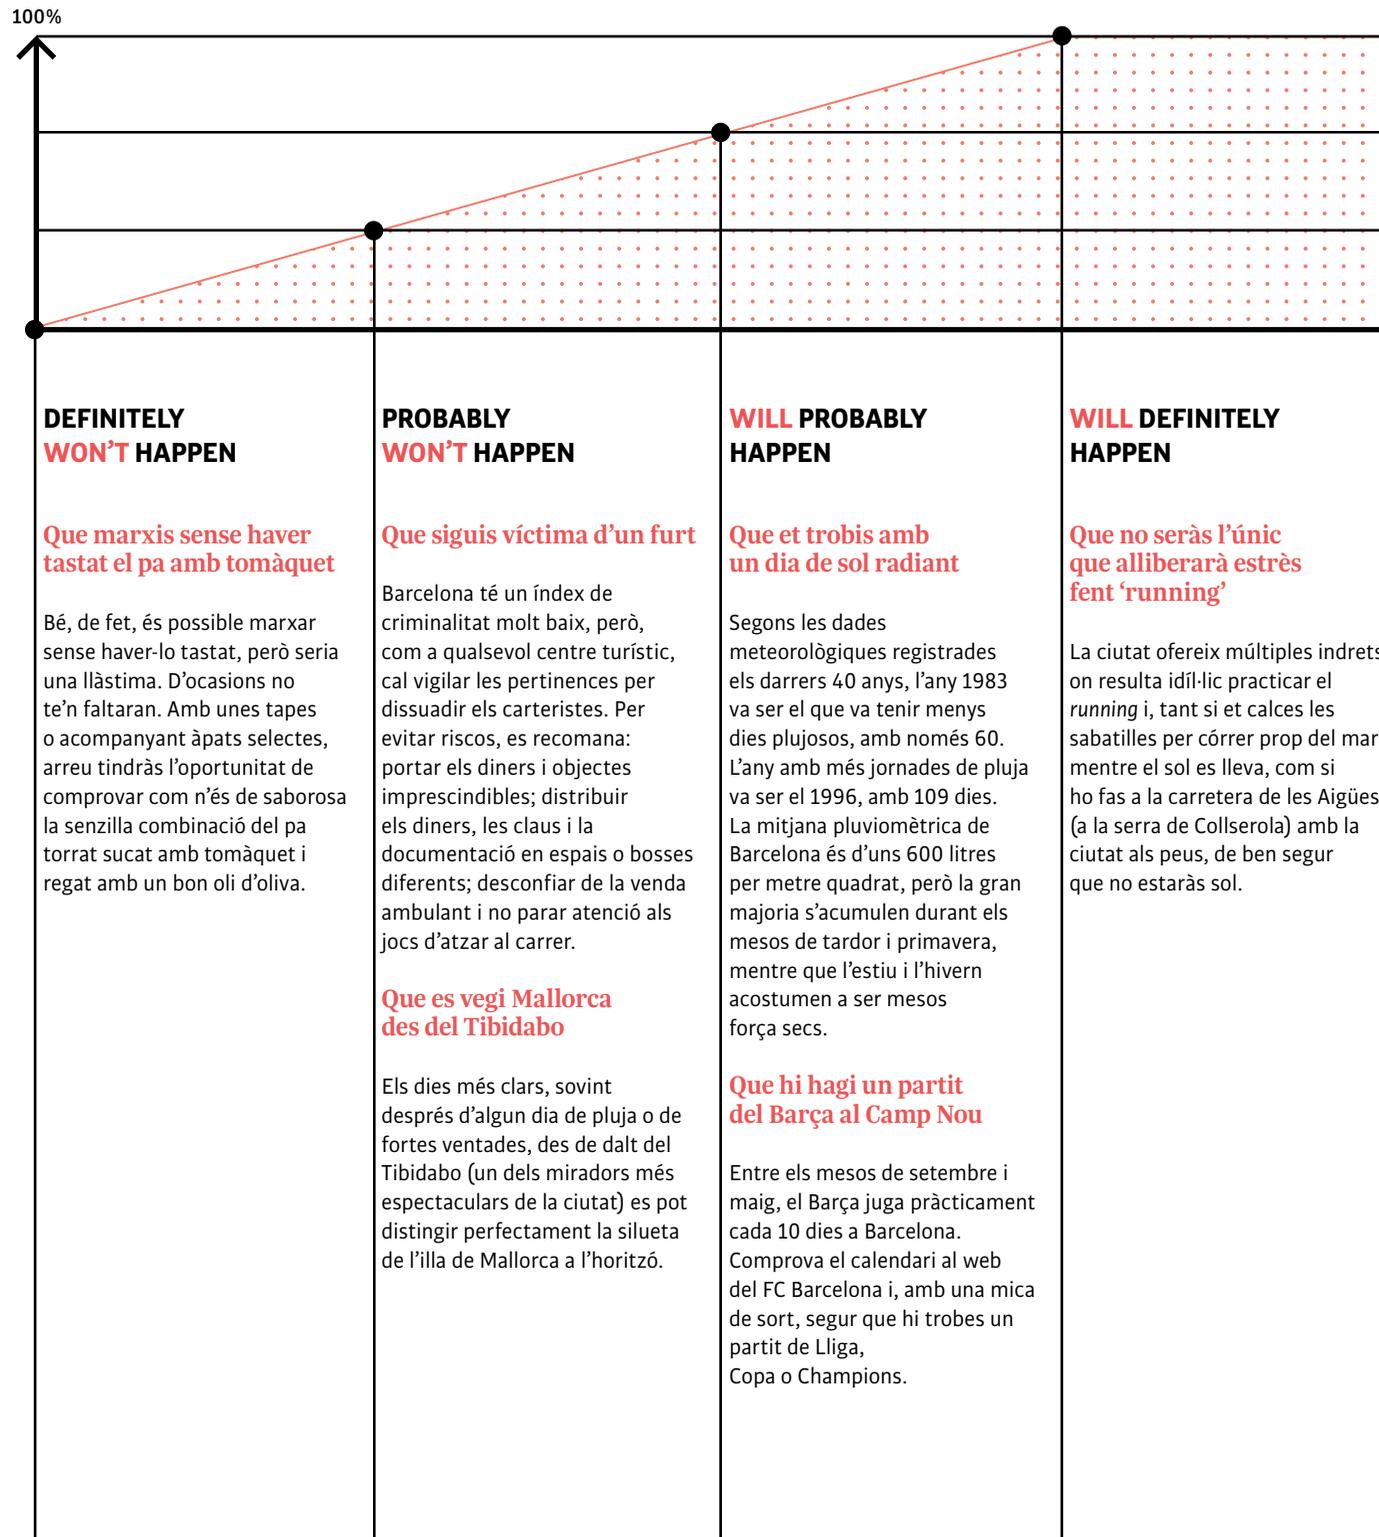 100%
DEFINITELY
WON’T HAPPEN
Que marxis sense haver
tastat el pa amb tomàquet
Bé, de fet, és possible marxar
sense haver-lo tastat, però seria
una llàstima. D’ocasions no
te’n faltaran. Amb unes tapes
o acompanyant àpats selectes,
arreu tindràs l’oportunitat de
comprovar com n’és de saborosa
la senzilla combinació del pa
torrat sucat amb tomàquet i
regat amb un bon oli d’oliva.
PROBABLY
WON’T HAPPEN
Que siguis víctima d’un furt
Barcelona té un índex de
criminalitat molt baix, però,
com a qualsevol centre turístic,
cal vigilar les pertinences per
dissuadir els carteristes. Per
evitar riscos, es recomana:
portar els diners i objectes
imprescindibles; distribuir
els diners, les claus i la
documentació en espais o bosses
diferents; desconfiar de la venda
ambulant i no parar atenció als
jocs d’atzar al carrer.
Que es vegi Mallorca
des del Tibidabo
Els dies més clars, sovint
després d’algun dia de pluja o de
fortes ventades, des de dalt del
Tibidabo (un dels miradors més
espectaculars de la ciutat) es pot
distingir perfectament la silueta
de l’illa de Mallorca a l’horitzó.
WILL PROBABLY
HAPPEN
Que et trobis amb
un dia de sol radiant
Segons les dades
meteorològiques registrades
els darrers 40 anys, l’any 1983
va ser el que va tenir menys
dies plujosos, amb només 60.
L’any amb més jornades de pluja
va ser el 1996, amb 109 dies.
La mitjana pluviomètrica de
Barcelona és d’uns 600 litres
per metre quadrat, però la gran
majoria s’acumulen durant els
mesos de tardor i primavera,
mentre que l’estiu i l’hivern
acostumen a ser mesos
força secs.
Que hi hagi un partit
del Barça al Camp Nou
Entre els mesos de setembre i
maig, el Barça juga pràcticament
cada 10 dies a Barcelona.
Comprova el calendari al web
del FC Barcelona i, amb una mica
de sort, segur que hi trobes un
partit de Lliga,
Copa o Champions.
WILL DEFINITELY
HAPPEN
Que no seràs l’únic
que alliberarà estrès
fent ‘running’
La ciutat ofereix múltiples indrets
on resulta idíl·lic practicar el
running i, tant si et calces les
sabatilles per córrer prop del mar
mentre el sol es lleva, com si
ho fas a la carretera de les Aigües
(a la serra de Collserola) amb la
ciutat als peus, de ben segur
que no estaràs sol.